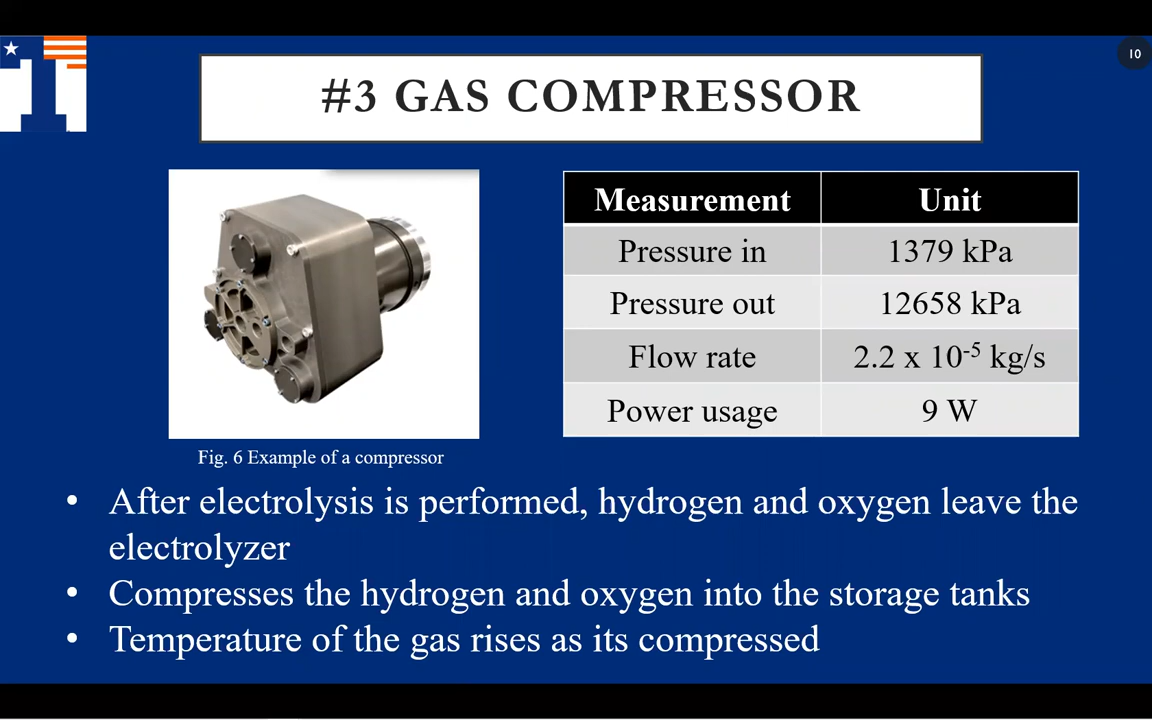 10
#3 GAS COMPRESSOR
Measurement Unit
Pressure in 1379 kPa
Pressure out 12658 kPa
Flow rate 2.2 x 10⁻⁵ kg/s
Power usage 9 W
Fig. 6 Example of a compressor
• After electrolysis is performed, hydrogen and oxygen leave the
electrolyzer
• Compresses the hydrogen and oxygen into the storage tanks
• Temperature of the gas rises as its compressed